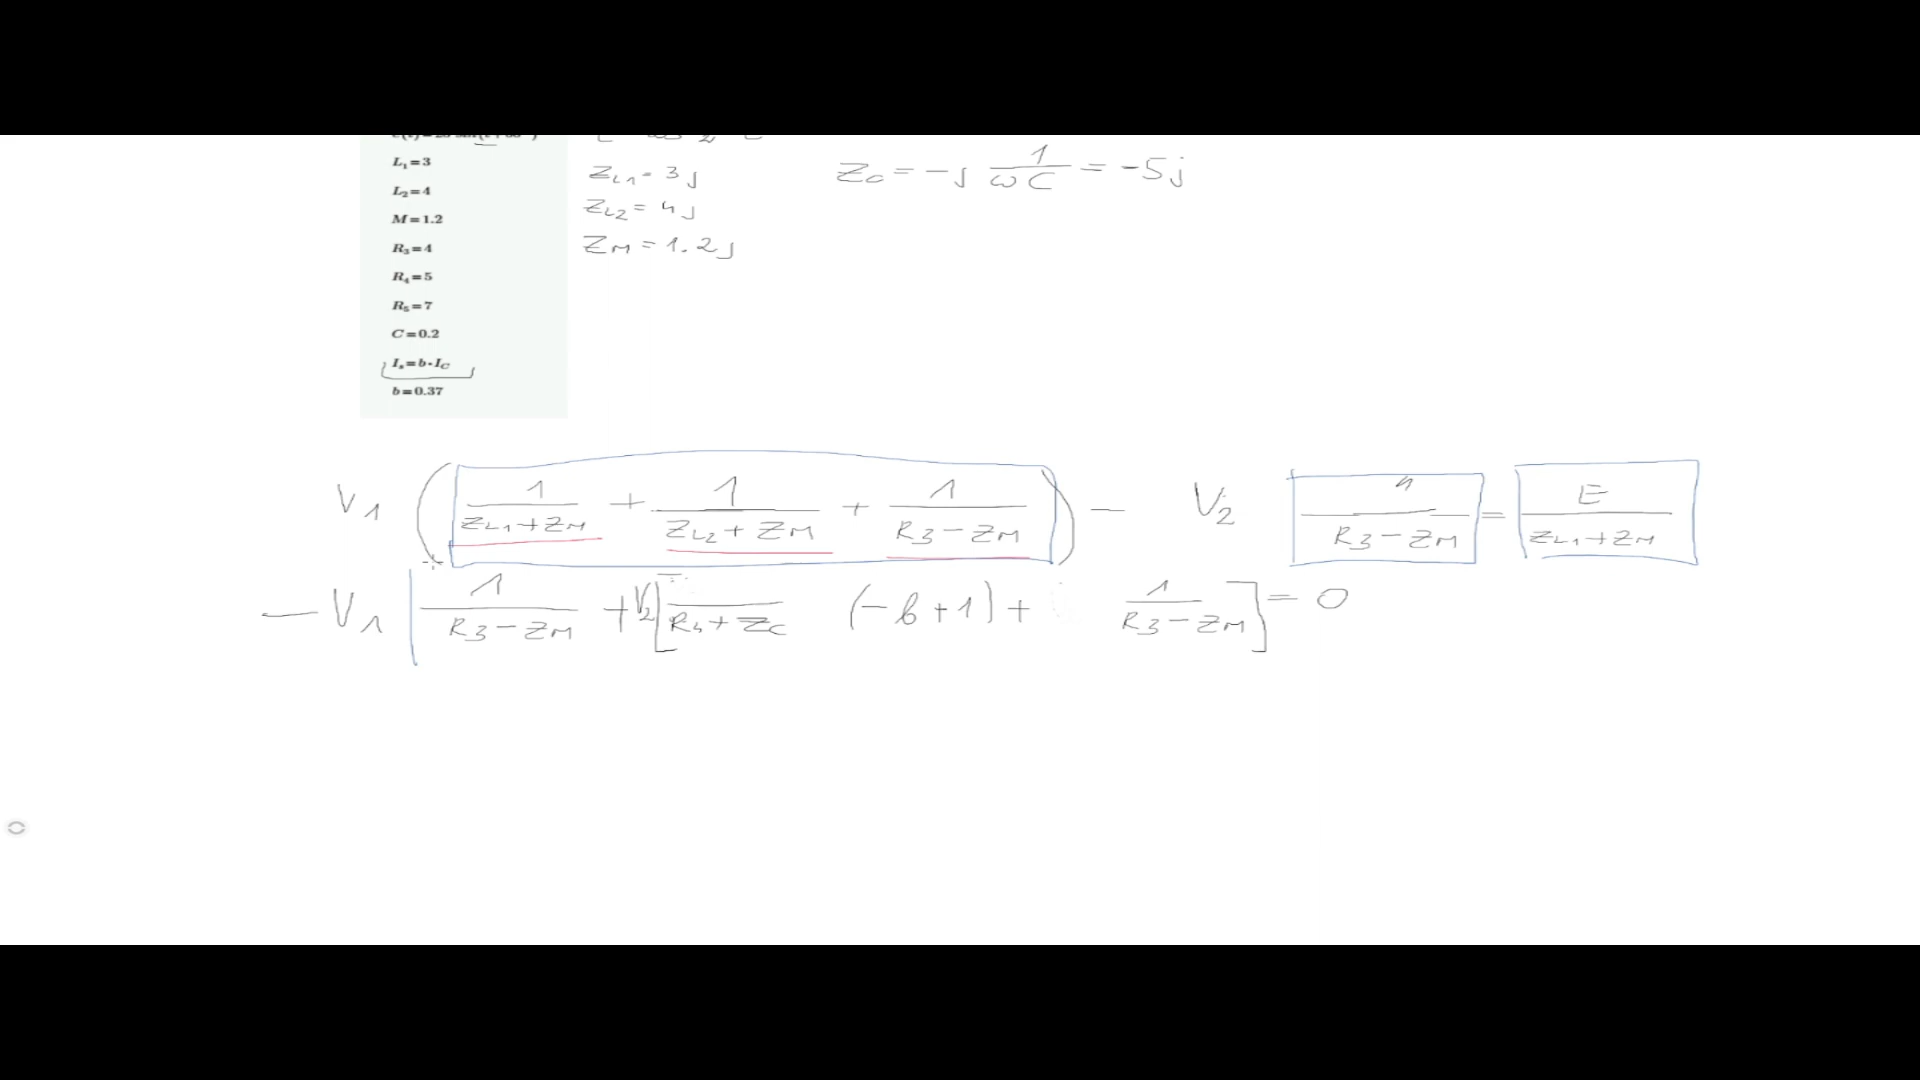 L₁=3
L₂=4
M=1.2
R₃=4
R₄=5
R₅=7
C=0.2
Iₛ=b·I_C
b=0.37
Z_L1 = 3j
Z_L2 = 4j
Z_M = 1.2j
Z_C = -j 1/(ωC) = -5j
V₁ ( 1/(Z_L1+Z_M) + 1/(Z_L2+Z_M) + 1/(R₃-Z_M) ) - V₂ 1/(R₃-Z_M) = E/(Z_L1+Z_M)
-V₁ [ 1/(R₃-Z_M) + V₂ [ /(R₄+Z_C) (-b+1) + 1/(R₃-Z_M) ] = 0